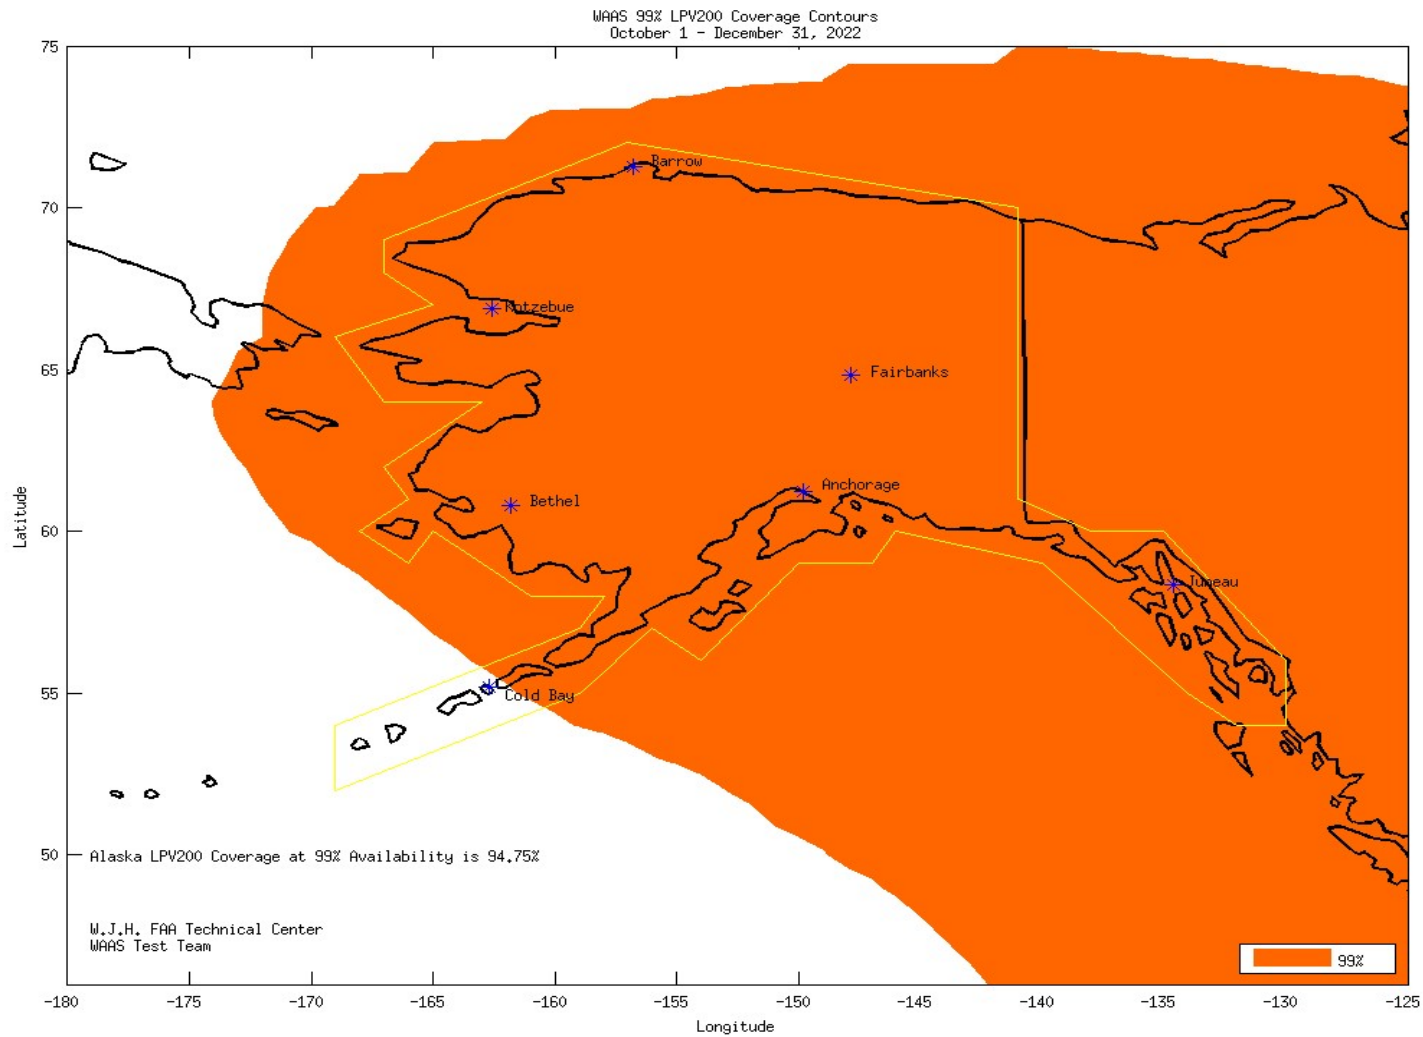 WAAS 99% LPV200 Coverage Contours
October 1 - December 31, 2022
75
70
65
60
55
50
Latitude
Barrow
Kotzebue
Fairbanks
Anchorage
Bethel
Juneau
Cold Bay
Alaska LPV200 Coverage at 99% Availability is 94.75%
W.J.H. FAA Technical Center
WAAS Test Team
99%
-180 -175 -170 -165 -160 -155 -150 -145 -140 -135 -130 -125
Longitude